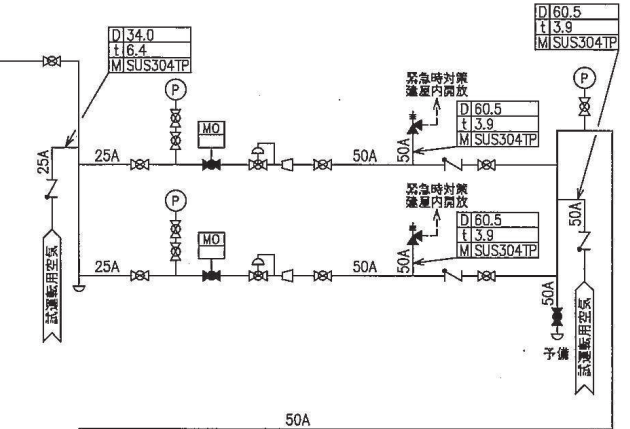 D 34.0
t 6.4
M SUS304TP
D 60.5
t 3.9
M SUS304TP
P
緊急時対策
建屋内開放
P
MO
D 60.5
t 3.9
M SUS304TP
25A
25A
50A
50A
緊急時対策
建屋内開放
50A
P
MO
D 60.5
t 3.9
M SUS304TP
25A
50A
50A
50A
試運転用空気
予備
試運転用空気
50A